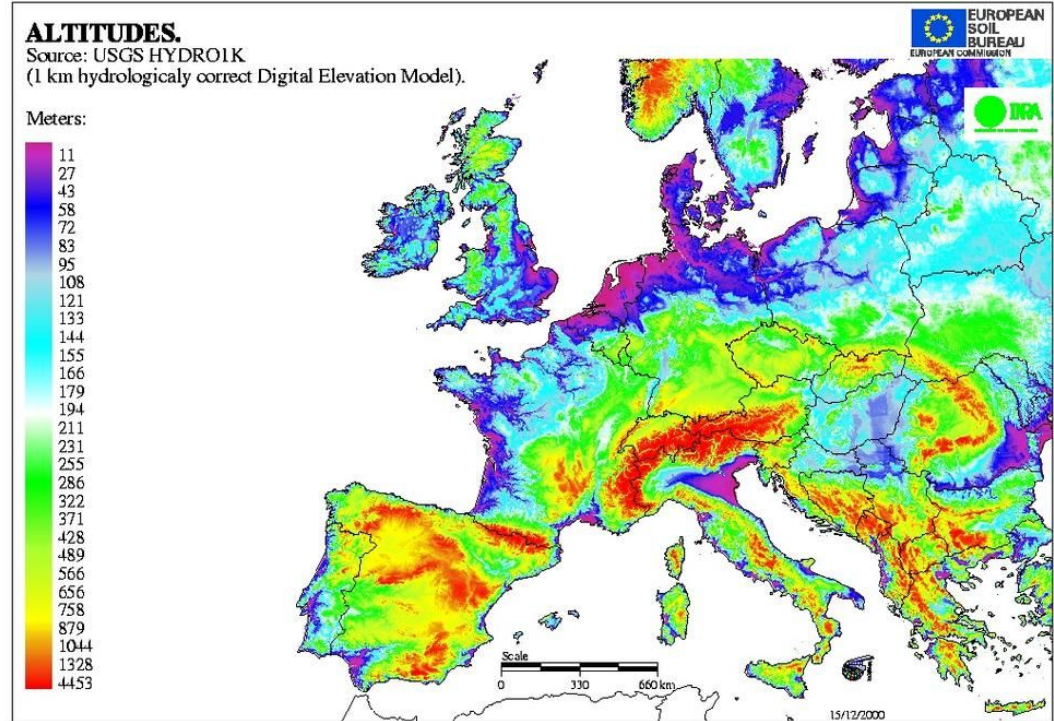 ALTITUDES.
Source: USGS HYDRO1K
(1 km hydrologicaly correct Digital Elevation Model).
EUROPEAN
SOIL
BUREAU
EUROPEAN COMMISSION
INRA
Meters:
11
27
43
58
72
83
95
108
121
133
144
155
166
179
194
211
231
255
286
322
371
428
489
566
656
758
879
1044
1328
4453
Scale
0 330 660 km
15/12/2000